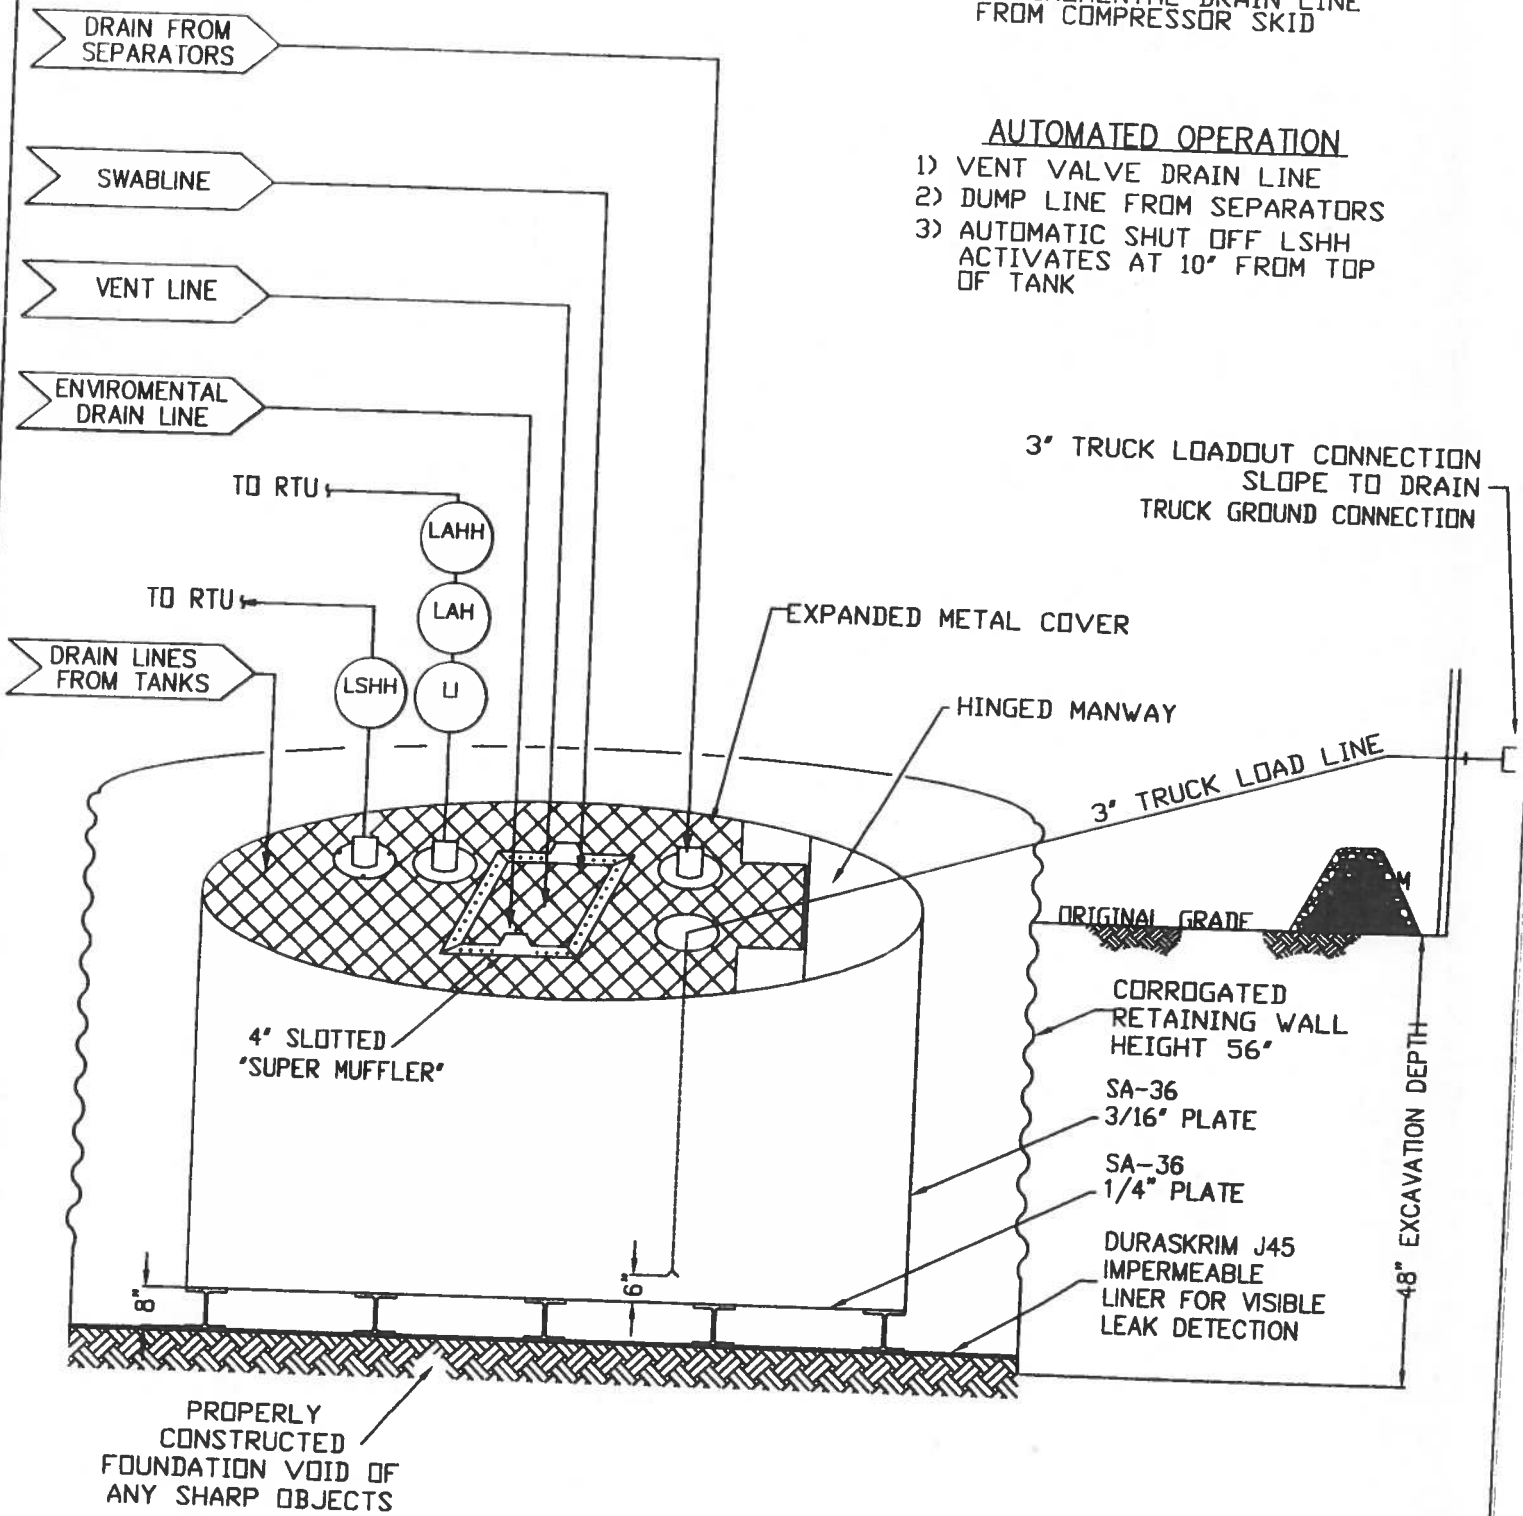 DRAIN LINE
FROM COMPRESSOR SKID
DRAIN FROM
SEPARATORS
AUTOMATED OPERATION
1) VENT VALVE DRAIN LINE
2) DUMP LINE FROM SEPARATORS
3) AUTOMATIC SHUT OFF LSHH
ACTIVATES AT 10" FROM TOP
OF TANK
SWABLINE
VENT LINE
ENVIROMENTAL
DRAIN LINE
3" TRUCK LOADOUT CONNECTION
SLOPE TO DRAIN
TRUCK GROUND CONNECTION
TO RTU
LAHH
TO RTU
LAH
EXPANDED METAL COVER
DRAIN LINES
FROM TANKS
LSHH
LI
HINGED MANWAY
3" TRUCK LOAD LINE
ORIGINAL GRADE
CORROGATED
RETAINING WALL
HEIGHT 56"
4" SLOTTED
"SUPER MUFFLER"
SA-36
3/16" PLATE
SA-36
1/4" PLATE
48" EXCAVATION DEPTH
DURASKRIM J45
IMPERMEABLE
LINER FOR VISIBLE
LEAK DETECTION
8"
6"
PROPERLY
CONSTRUCTED
FOUNDATION VOID OF
ANY SHARP OBJECTS